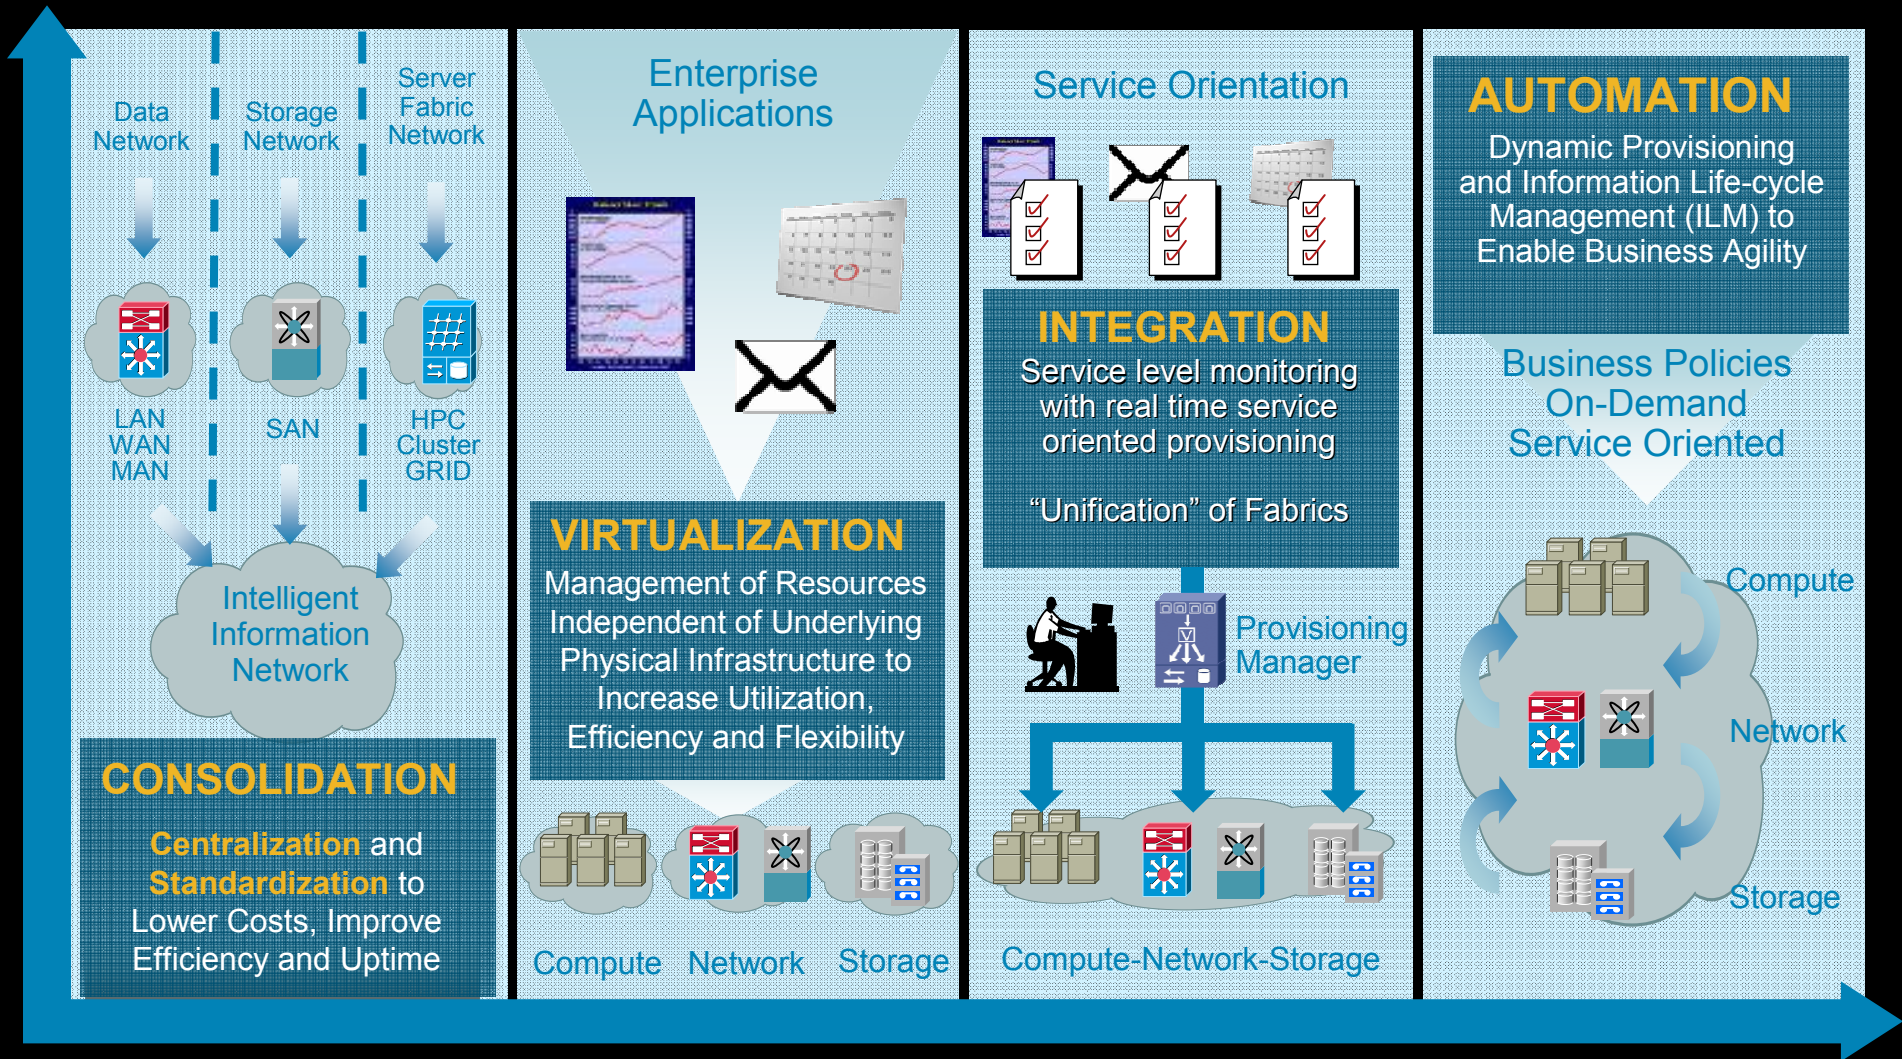 Data
Network
Storage
Network
Server
Fabric
Network
LAN
WAN
MAN
SAN
HPC
Cluster
GRID
Intelligent
Information
Network
CONSOLIDATION
Centralization and
Standardization to
Lower Costs, Improve
Efficiency and Uptime
Enterprise
Applications
VIRTUALIZATION
Management of Resources
Independent of Underlying
Physical Infrastructure to
Increase Utilization,
Efficiency and Flexibility
Compute
Network
Storage
Service Orientation
INTEGRATION
Service level monitoring
with real time service
oriented provisioning
“Unification” of Fabrics
Provisioning
Manager
Compute-Network-Storage
AUTOMATION
Dynamic Provisioning
and Information Life-cycle
Management (ILM) to
Enable Business Agility
Business Policies
On-Demand
Service Oriented
Compute
Network
Storage